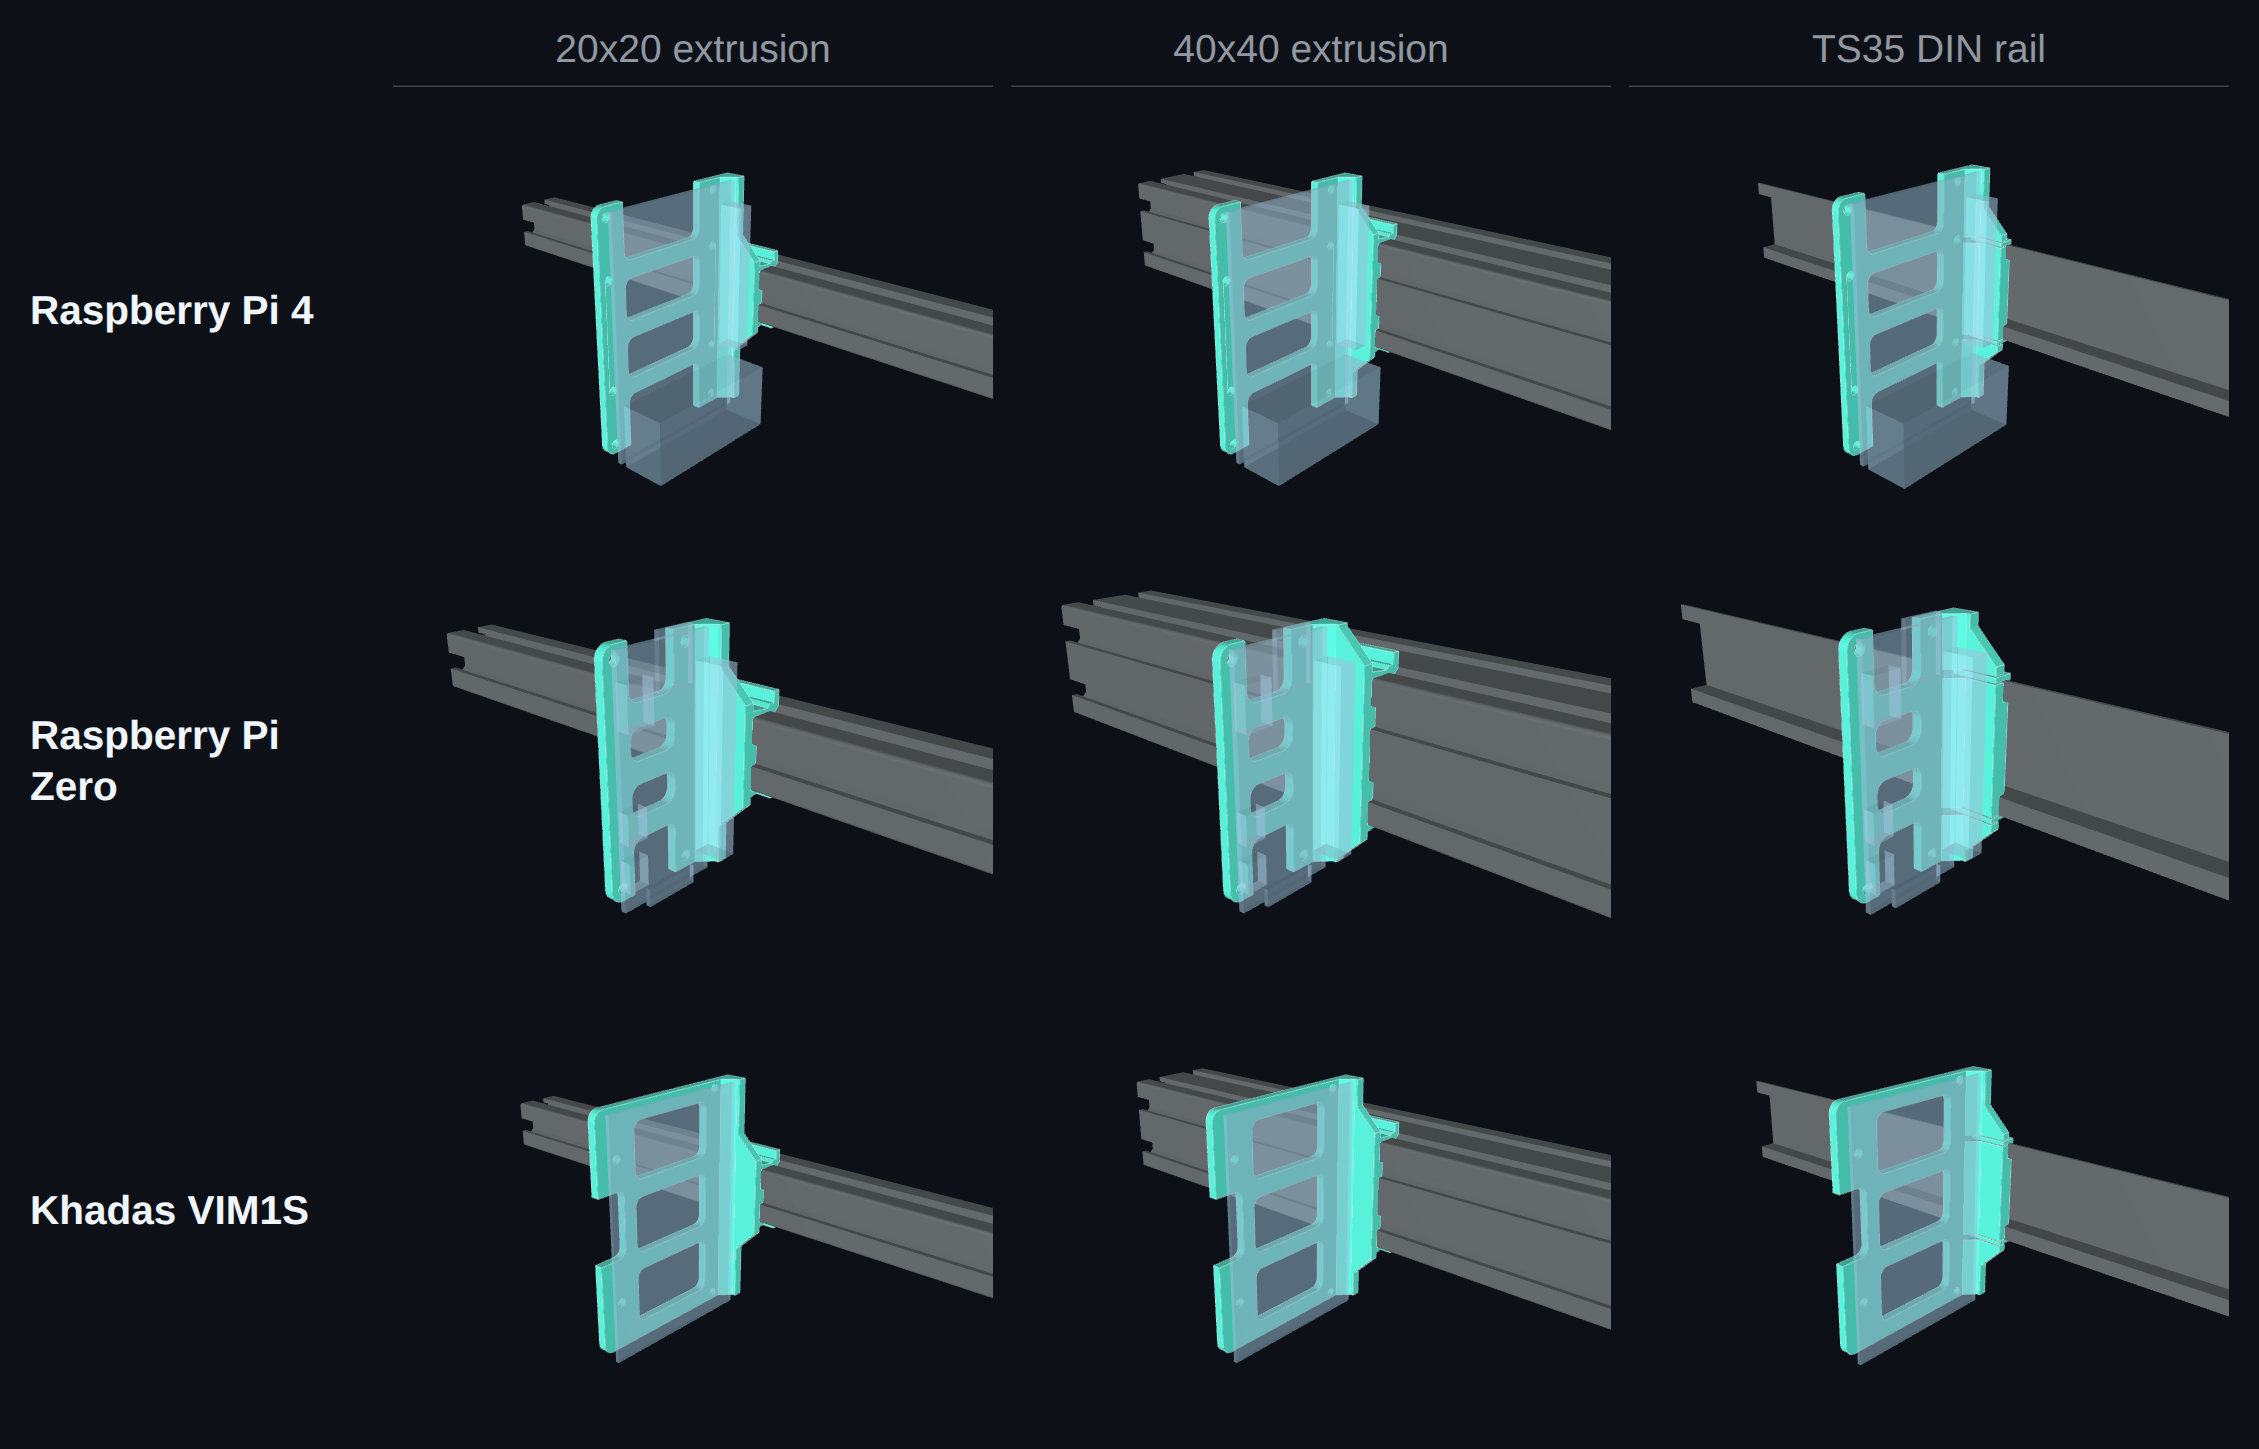 20x20 extrusion
40x40 extrusion
TS35 DIN rail
Raspberry Pi 4
Raspberry Pi
Zero
Khadas VIM1S